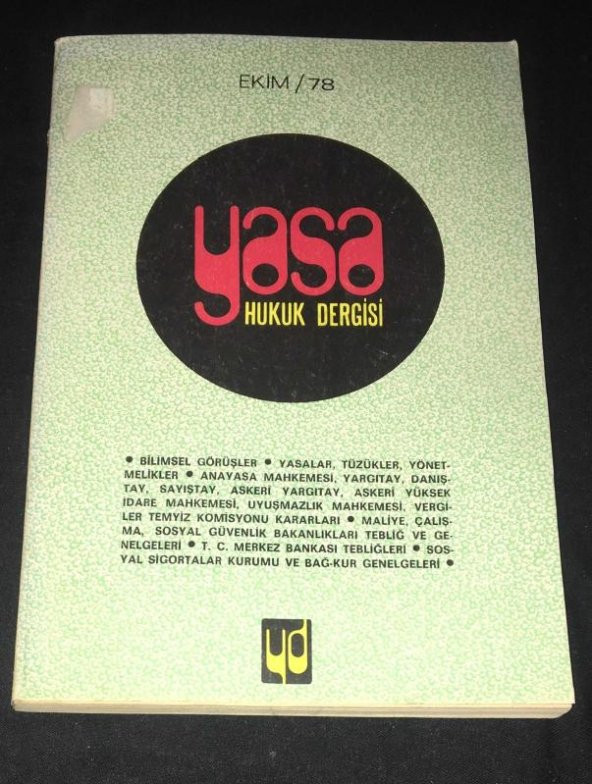 EKİM / 78
yasa
HUKUK DERGİSİ
• BİLİMSEL GÖRÜŞLER • YASALAR, TÜZÜKLER, YÖNET-
MELİKLER • ANAYASA MAHKEMESİ, YARGITAY, DANIŞ-
TAY, SAYIŞTAY, ASKERİ YARGITAY, ASKERİ YÜKSEK
İDARE MAHKEMESİ, UYUŞMAZLIK MAHKEMESİ, VERGİ-
LER TEMYİZ KOMİSYONU KARARLARI • MALİYE, ÇALIŞ-
MA, SOSYAL GÜVENLİK BAKANLIKLARI TEBLİĞ VE GE-
NELGELERİ • T. C. MERKEZ BANKASI TEBLİĞLERİ • SOS-
YAL SİGORTALAR KURUMU VE BAĞ-KUR GENELGELERİ •
yd